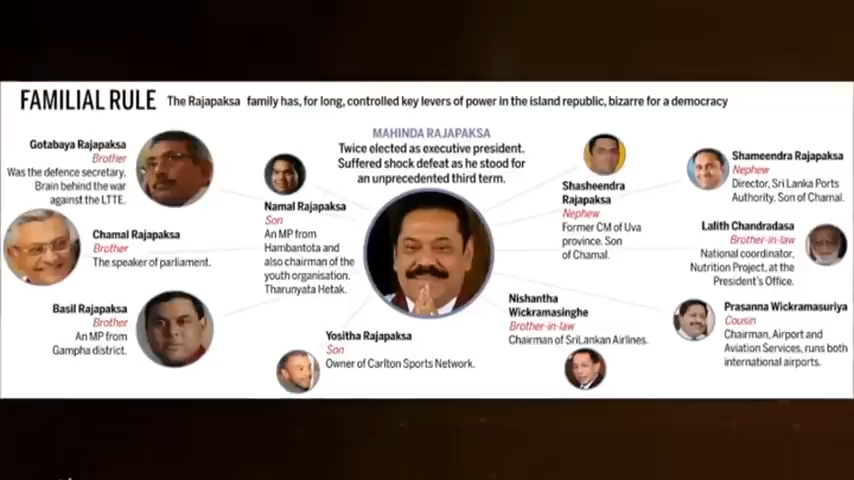 FAMILIAL RULE The Rajapaksa family has, for long, controlled key levers of power in the island republic, bizarre for a democracy
MAHINDA RAJAPAKSA
Twice elected as executive president.
Suffered shock defeat as he stood for
an unprecedented third term.
Gotabaya Rajapaksa
Brother
Was the defence secretary.
Brain behind the war
against the LTTE.
Chamal Rajapaksa
Brother
The speaker of parliament.
Basil Rajapaksa
Brother
An MP from
Gampha district.
Namal Rajapaksa
Son
An MP from
Hambantota and
also chairman of the
youth organisation.
Tharunyata Hetak.
Yositha Rajapaksa
Son
Owner of Carlton Sports Network.
Shasheendra
Rajapaksa
Nephew
Former CM of Uva
province. Son
of Chamal.
Nishantha
Wickramasinghe
Brother-in-law
Chairman of SriLankan Airlines.
Shameendra Rajapaksa
Nephew
Director, Sri Lanka Ports
Authority. Son of Chamal.
Lalith Chandradasa
Brother-in-law
National coordinator,
Nutrition Project, at the
President's Office.
Prasanna Wickramasuriya
Cousin
Chairman, Airport and
Aviation Services, runs both
international airports.